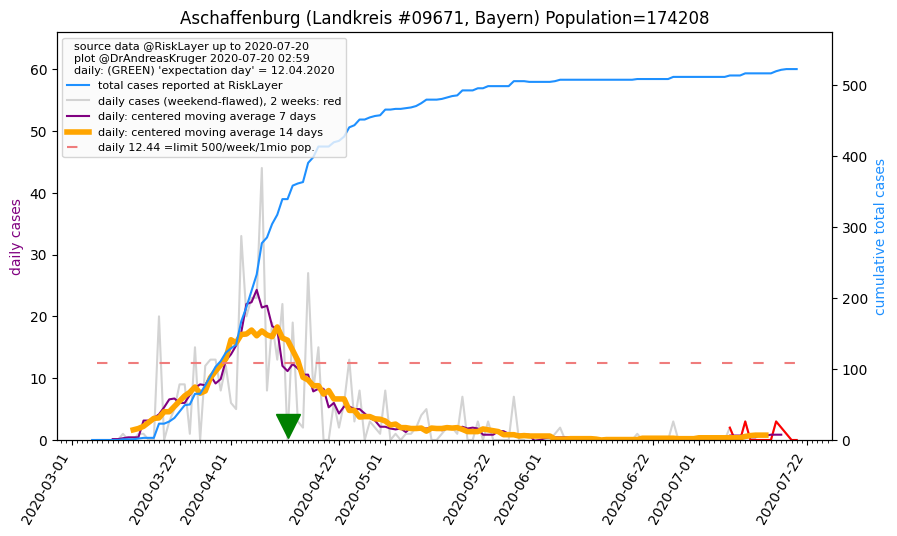 Aschaffenburg (Landkreis #09671, Bayern) Population=174208
source data @RiskLayer up to 2020-07-20
plot @DrAndreasKruger 2020-07-20 02:59
daily: (GREEN) 'expectation day' = 12.04.2020
total cases reported at RiskLayer
daily cases (weekend-flawed), 2 weeks: red
daily: centered moving average 7 days
daily: centered moving average 14 days
daily 12.44 =limit 500/week/1mio pop.
daily cases
60
50
40
30
20
10
0
cumulative total cases
500
400
300
200
100
0
2020-03-01
2020-03-22
2020-04-01
2020-04-22
2020-05-01
2020-05-22
2020-06-01
2020-06-22
2020-07-01
2020-07-22